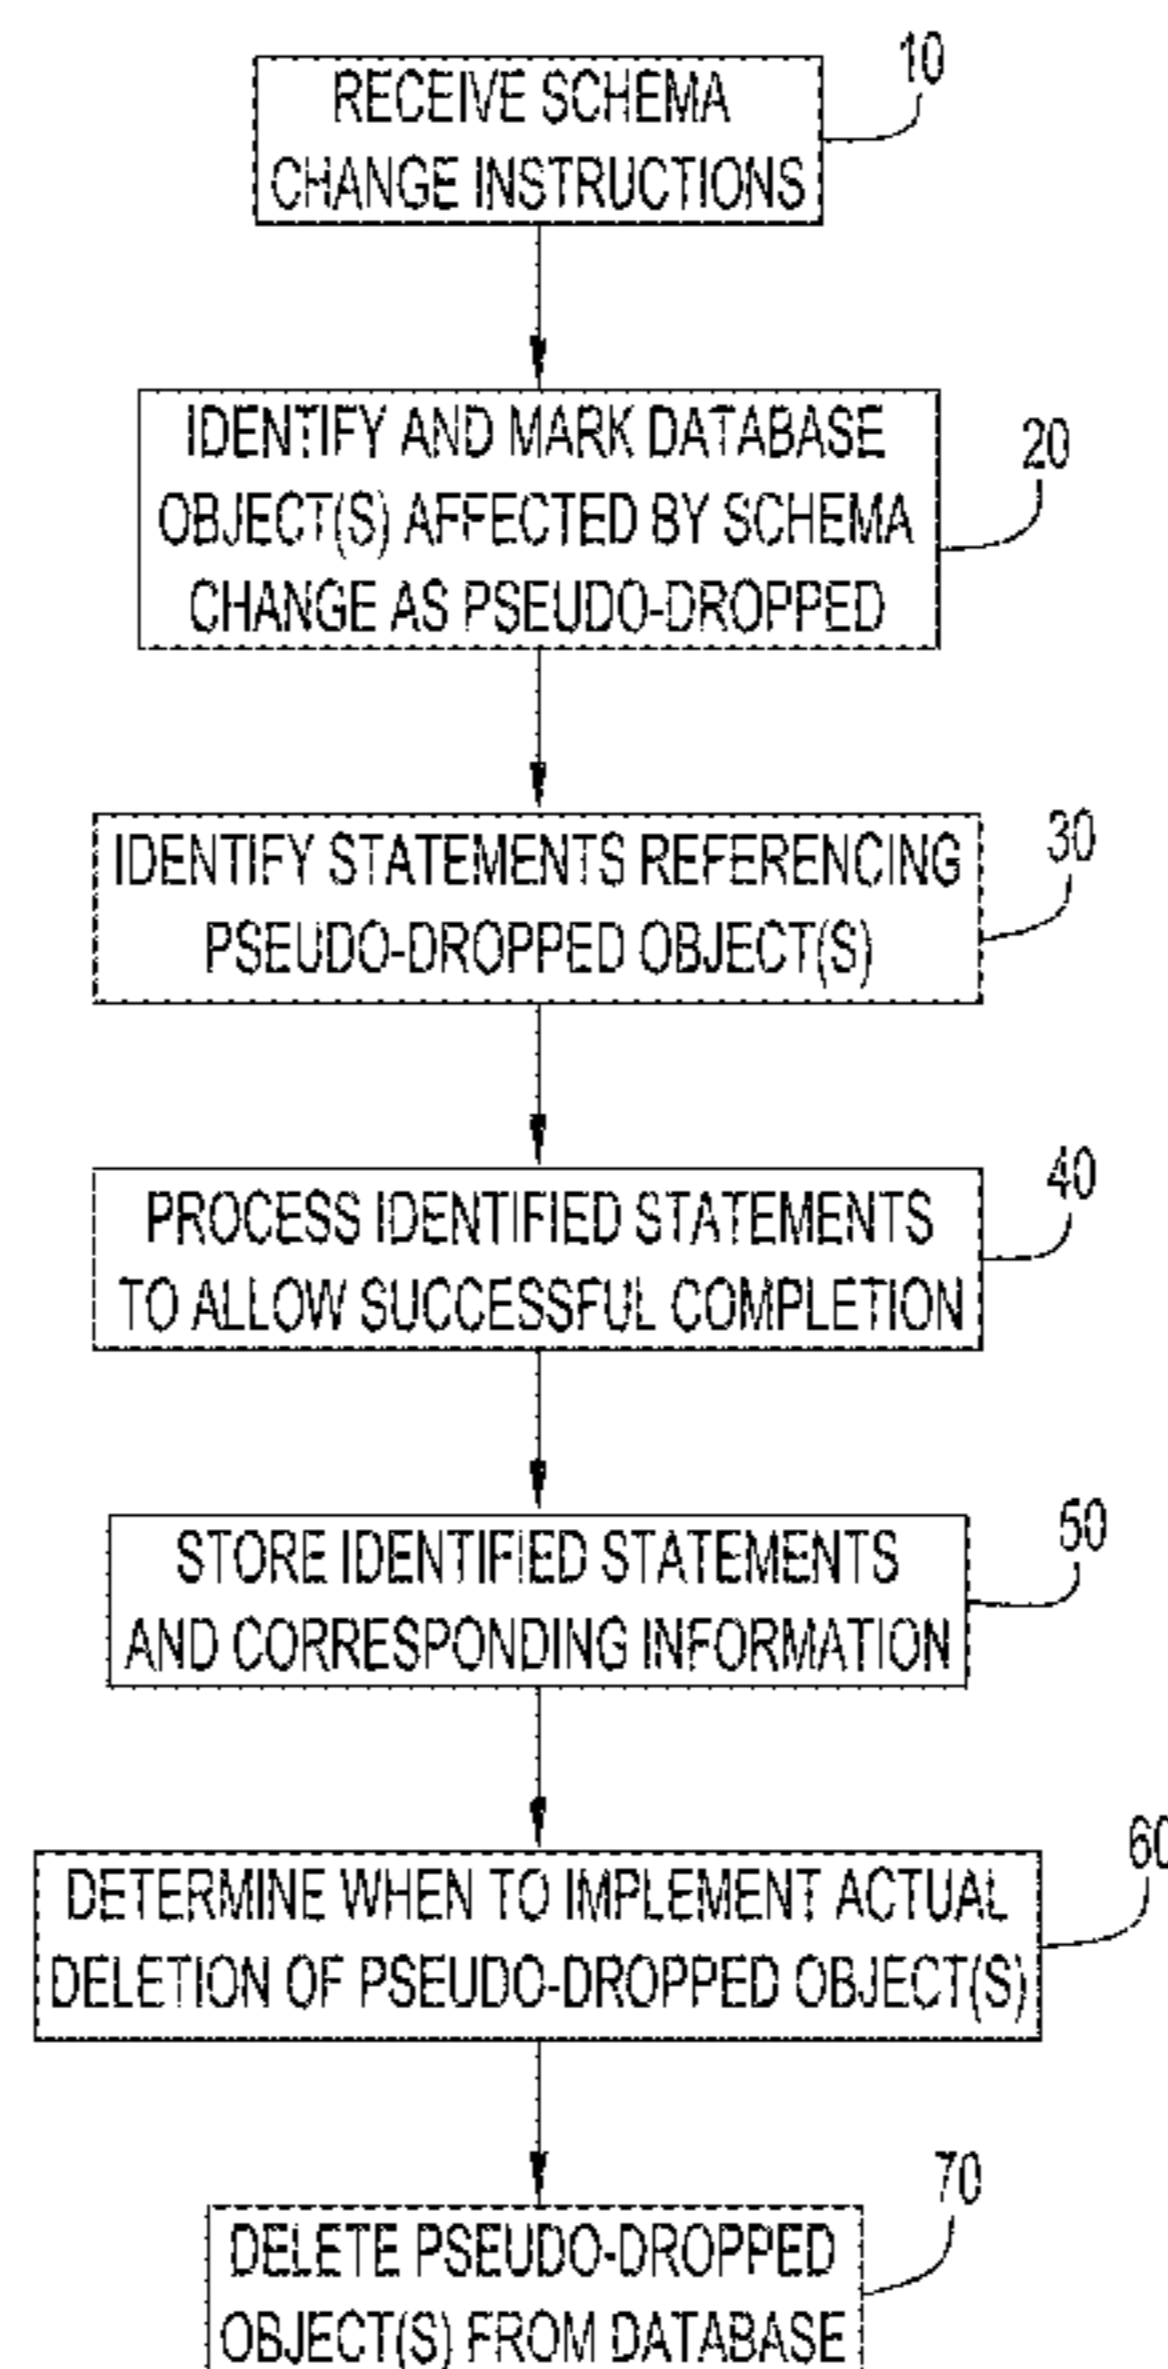 10
RECEIVE SCHEMA
CHANGE INSTRUCTIONS
20
IDENTIFY AND MARK DATABASE
OBJECT(S) AFFECTED BY SCHEMA
CHANGE AS PSEUDO-DROPPED
30
IDENTIFY STATEMENTS REFERENCING
PSEUDO-DROPPED OBJECT(S)
40
PROCESS IDENTIFIED STATEMENTS
TO ALLOW SUCCESSFUL COMPLETION
50
STORE IDENTIFIED STATEMENTS
AND CORRESPONDING INFORMATION
60
DETERMINE WHEN TO IMPLEMENT ACTUAL
DELETION OF PSEUDO-DROPPED OBJECT(S)
70
DELETE PSEUDO-DROPPED
OBJECT(S) FROM DATABASE